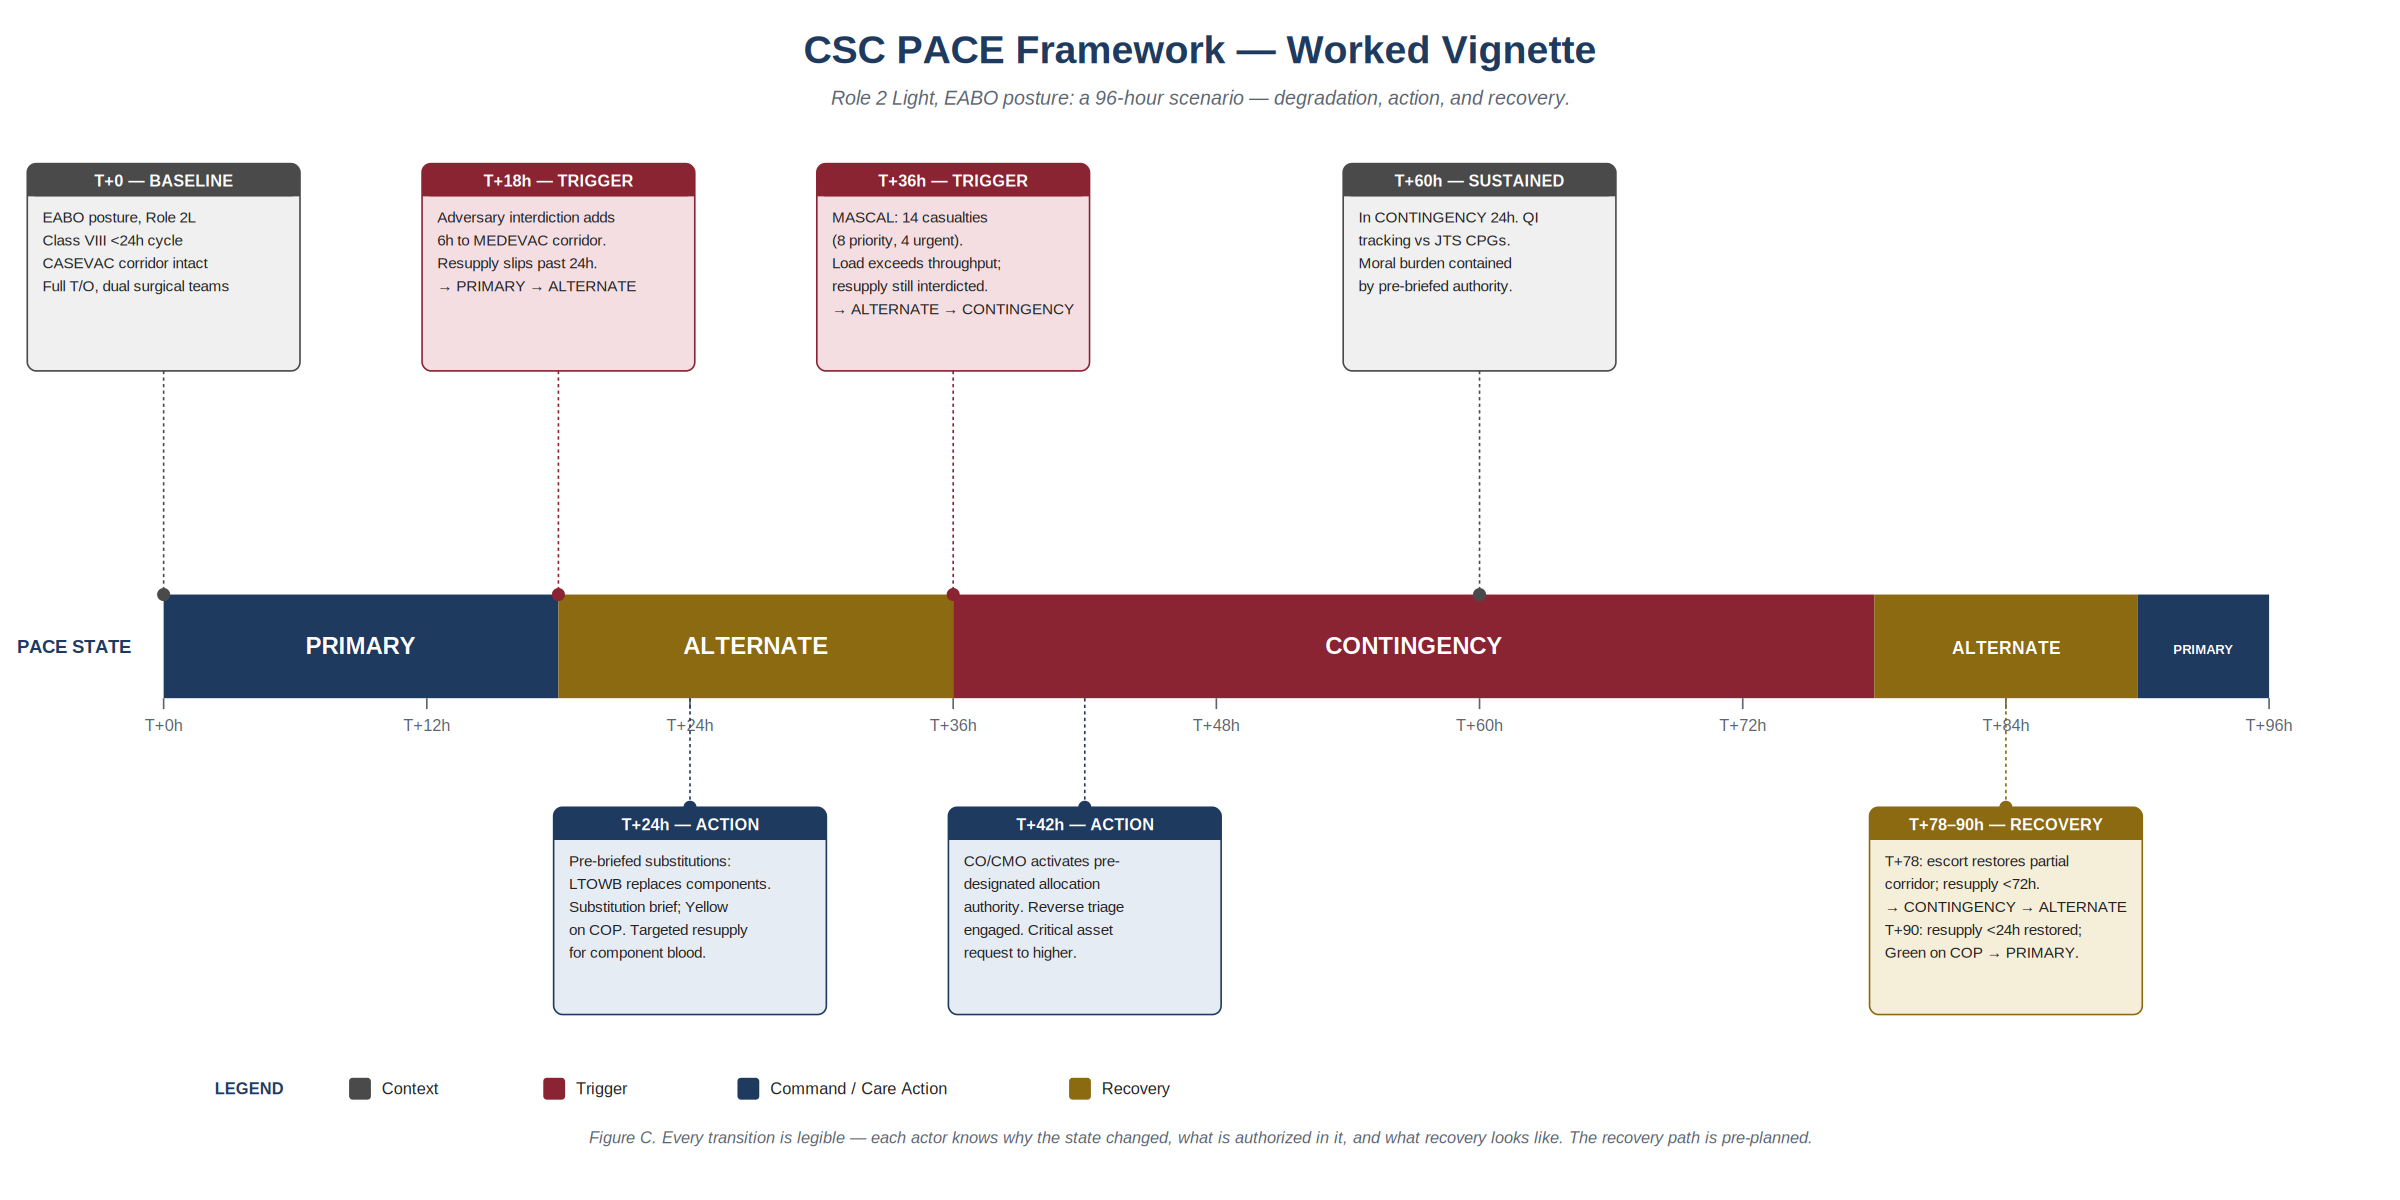 CSC PACE Framework — Worked Vignette
Role 2 Light, EABO posture: a 96-hour scenario — degradation, action, and recovery.
T+0 — BASELINE
EABO posture, Role 2L
Class VIII <24h cycle
CASEVAC corridor intact
Full T/O, dual surgical teams
T+18h — TRIGGER
Adversary interdiction adds
6h to MEDEVAC corridor.
Resupply slips past 24h.
→ PRIMARY → ALTERNATE
T+36h — TRIGGER
MASCAL: 14 casualties
(8 priority, 4 urgent).
Load exceeds throughput;
resupply still interdicted.
→ ALTERNATE → CONTINGENCY
T+60h — SUSTAINED
In CONTINGENCY 24h. QI
tracking vs JTS CPGs.
Moral burden contained
by pre-briefed authority.
PACE STATE
PRIMARY
ALTERNATE
CONTINGENCY
ALTERNATE
PRIMARY
T+0h
T+12h
T+24h
T+36h
T+48h
T+60h
T+72h
T+84h
T+96h
T+24h — ACTION
Pre-briefed substitutions:
LTOWB replaces components.
Substitution brief; Yellow
on COP. Targeted resupply
for component blood.
T+42h — ACTION
CO/CMO activates pre-
designated allocation
authority. Reverse triage
engaged. Critical asset
request to higher.
T+78–90h — RECOVERY
T+78: escort restores partial
corridor; resupply <72h.
→ CONTINGENCY → ALTERNATE
T+90: resupply <24h restored;
Green on COP → PRIMARY.
LEGEND
Context
Trigger
Command / Care Action
Recovery
Figure C. Every transition is legible — each actor knows why the state changed, what is authorized in it, and what recovery looks like. The recovery path is pre-planned.